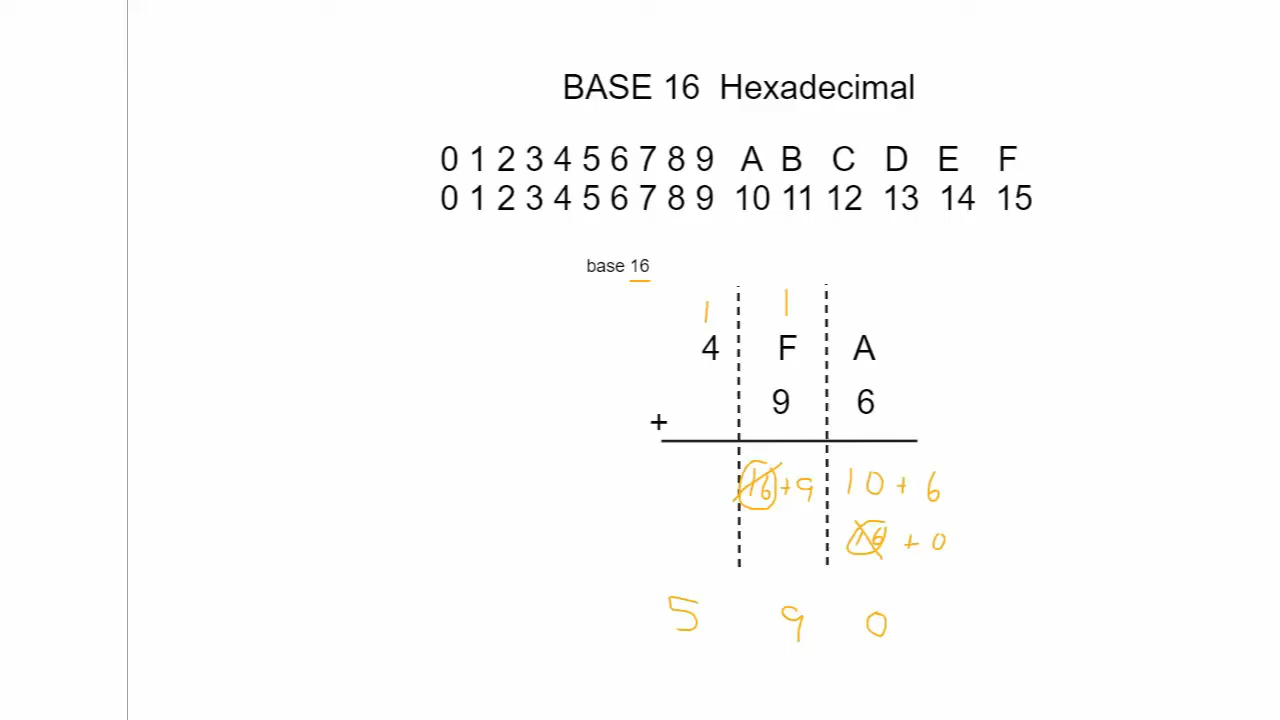 BASE 16 Hexadecimal
0 1 2 3 4 5 6 7 8 9 A B C D E F
0 1 2 3 4 5 6 7 8 9 10 11 12 13 14 15
base 16
1 1
4 F A
9 6
+
16 +9 10 + 6
16 + 0
5 9 0